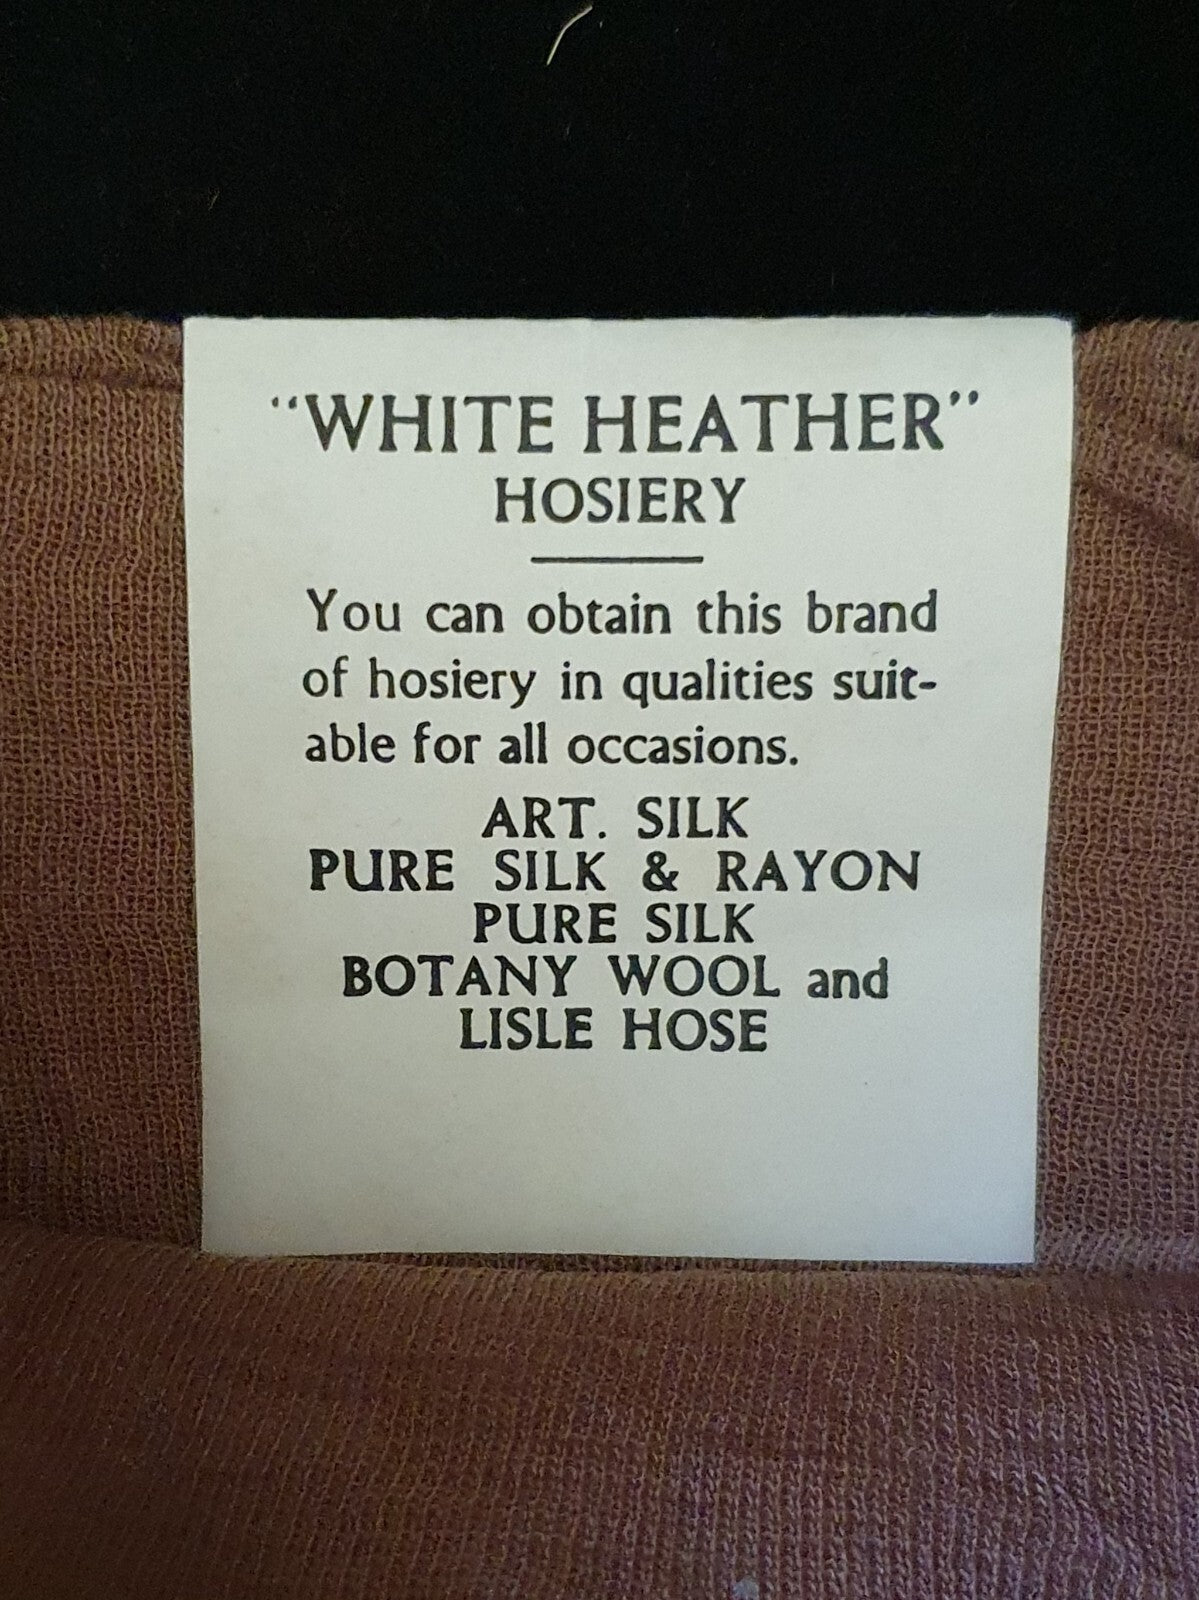 "WHITE HEATHER"
HOSIERY
You can obtain this brand
of hosiery in qualities suit-
able for all occasions.
ART. SILK
PURE SILK & RAYON
PURE SILK
BOTANY WOOL and
LISLE HOSE